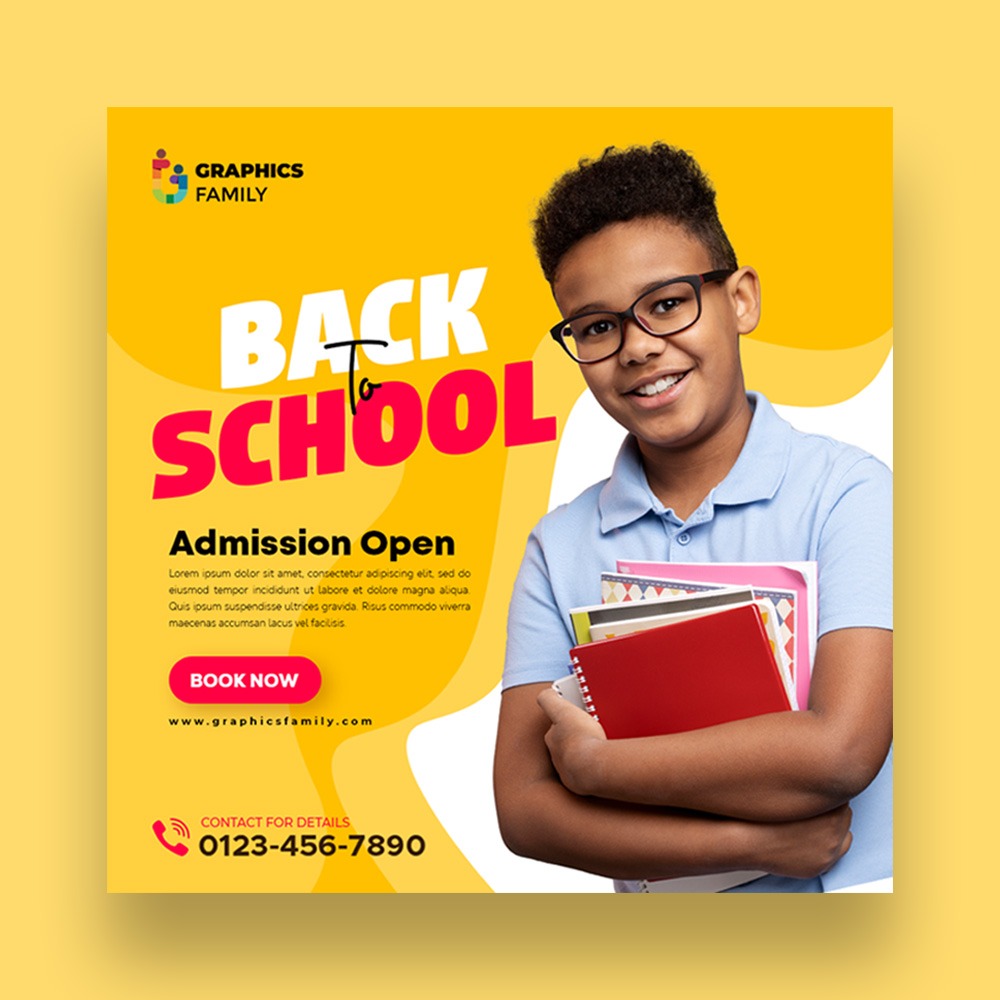 GRAPHICS
FAMILY
BACK
To
SCHOOL
Admission Open
Lorem ipsum dolor sit amet, consectetur adipiscing elit, sed do
eiusmod tempor incididunt ut labore et dolore magna aliqua.
Quis ipsum suspendisse ultrices gravida. Risus commodo viverra
maecenas accumsan lacus vel facilisis.
BOOK NOW
www.graphicsfamily.com
CONTACT FOR DETAILS
0123-456-7890